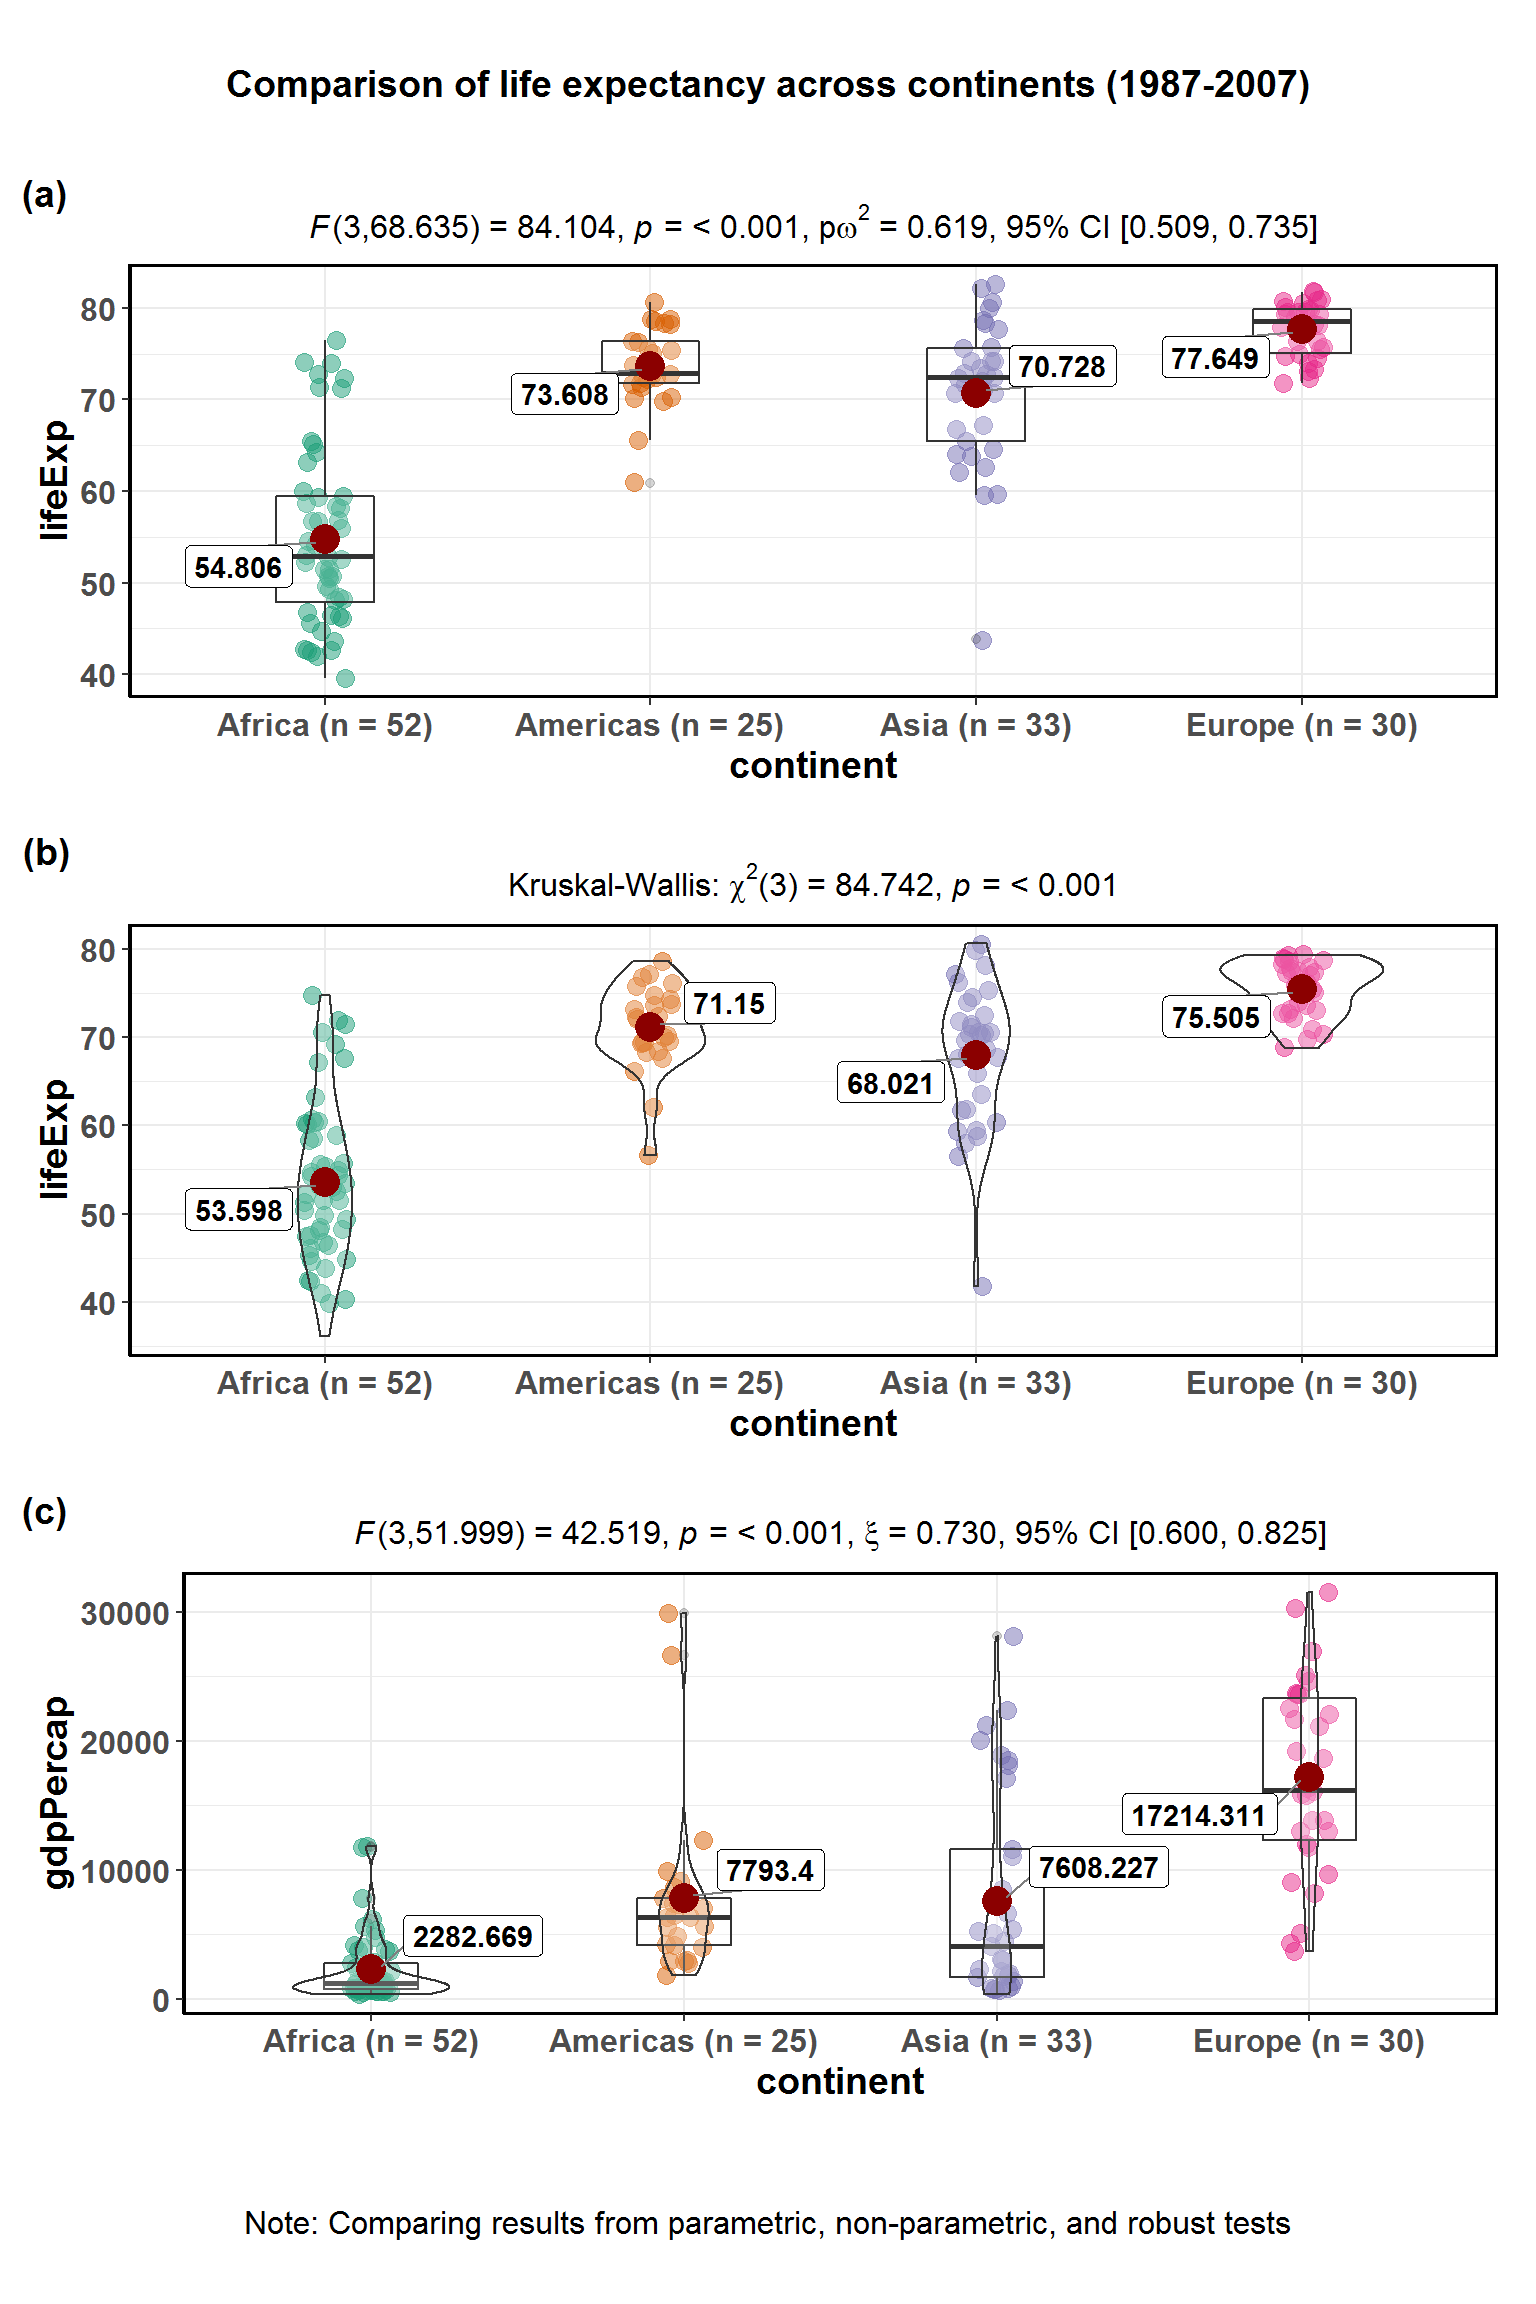 Comparison of life expectancy across continents (1987-2007)
(a)
F(3,68.635) = 84.104, p = < 0.001, pω² = 0.619, 95% CI [0.509, 0.735]
lifeExp
80
70
60
50
40
54.806
73.608
70.728
77.649
Africa (n = 52)
Americas (n = 25)
Asia (n = 33)
Europe (n = 30)
continent
(b)
Kruskal-Wallis: χ²(3) = 84.742, p = < 0.001
lifeExp
80
70
60
50
40
53.598
71.15
68.021
75.505
Africa (n = 52)
Americas (n = 25)
Asia (n = 33)
Europe (n = 30)
continent
(c)
F(3,51.999) = 42.519, p = < 0.001, ξ = 0.730, 95% CI [0.600, 0.825]
gdpPercap
30000
20000
10000
0
2282.669
7793.4
7608.227
17214.311
Africa (n = 52)
Americas (n = 25)
Asia (n = 33)
Europe (n = 30)
continent
Note: Comparing results from parametric, non-parametric, and robust tests